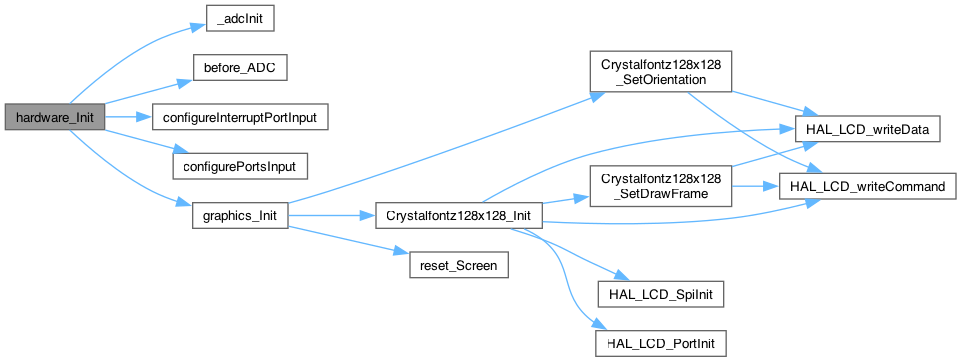 _adcInit
before_ADC
hardware_Init
configureInterruptPortInput
configurePortsInput
graphics_Init
Crystalfontz128x128
_SetOrientation
HAL_LCD_writeData
Crystalfontz128x128
_SetDrawFrame
HAL_LCD_writeCommand
Crystalfontz128x128_Init
reset_Screen
HAL_LCD_SpiInit
HAL_LCD_PortInit